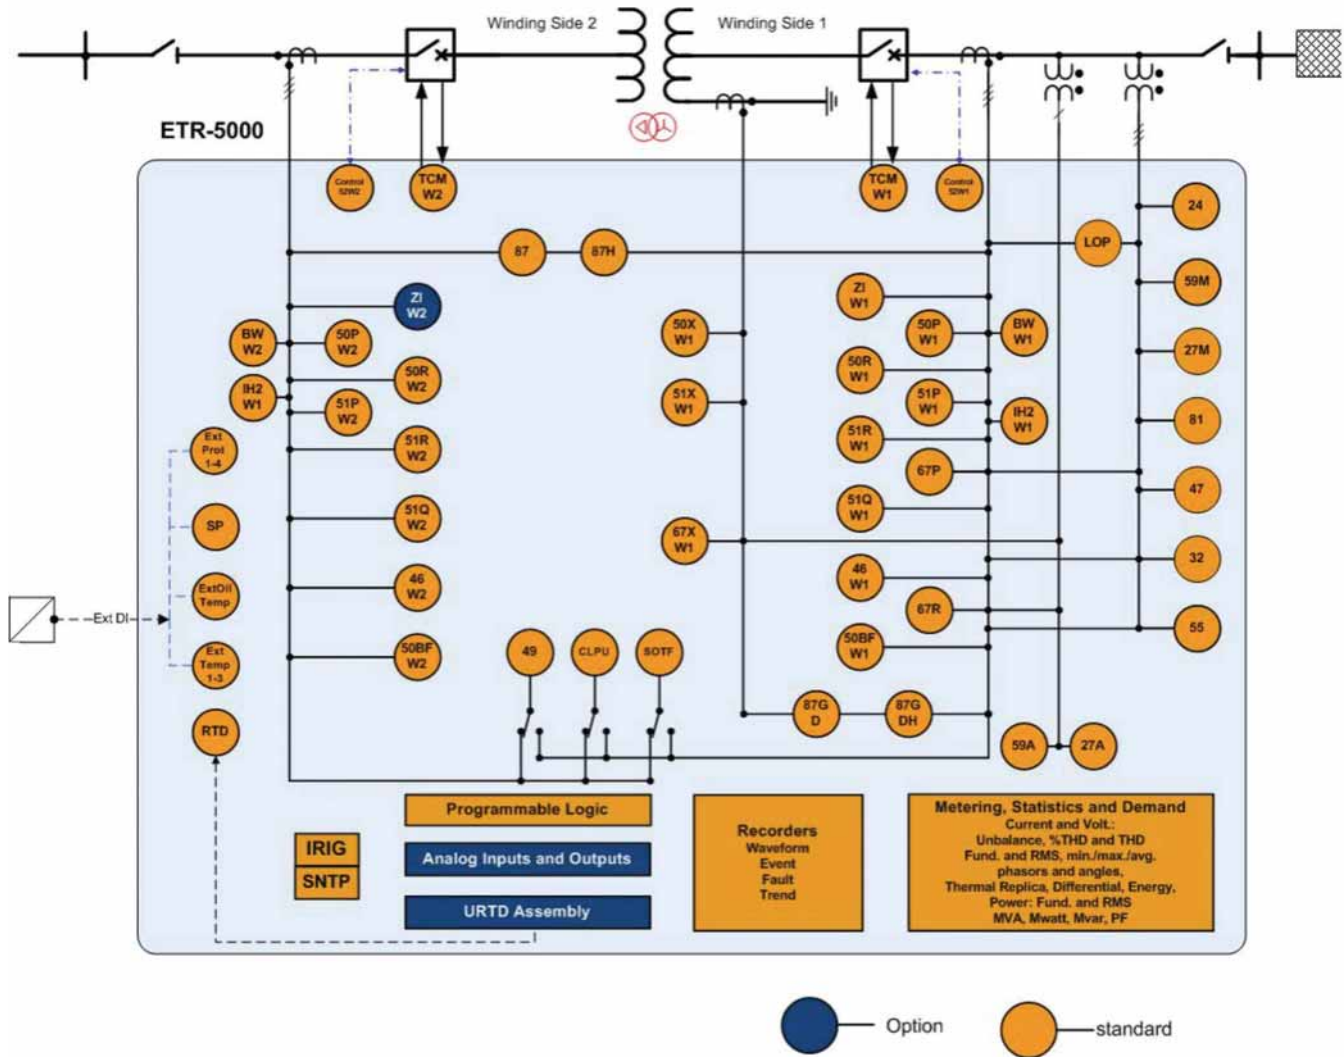 Winding Side 2
Winding Side 1
ETR-5000
Control
52W2
TCM
W2
TCM
W1
Control
52W1
24
87
87H
LOP
ZI
W2
ZI
W1
59M
BW
W2
50P
W2
50X
W1
50P
W1
BW
W1
27M
50R
W2
50R
W1
IH2
W1
51P
W2
51X
W1
51P
W1
IH2
W1
81
Ext
Prot
1-4
51R
W2
51R
W1
67P
47
SP
51Q
W2
51Q
W1
67X
W1
32
ExtOil
Temp
46
W2
46
W1
67R
Ext DI
55
Ext
Temp
1-3
50BF
W2
49
CLPU
SOTF
50BF
W1
RTD
87G
D
87G
DH
59A
27A
Programmable Logic
Analog Inputs and Outputs
URTD Assembly
IRIG
SNTP
Recorders
Waveform
Event
Fault
Trend
Metering, Statistics and Demand
Current and Volt.:
Unbalance, %THD and THD
Fund. and RMS, min./max./avg.
phasors and angles,
Thermal Replica, Differential, Energy,
Power: Fund. and RMS
MVA, Mwatt, Mvar, PF
Option
standard